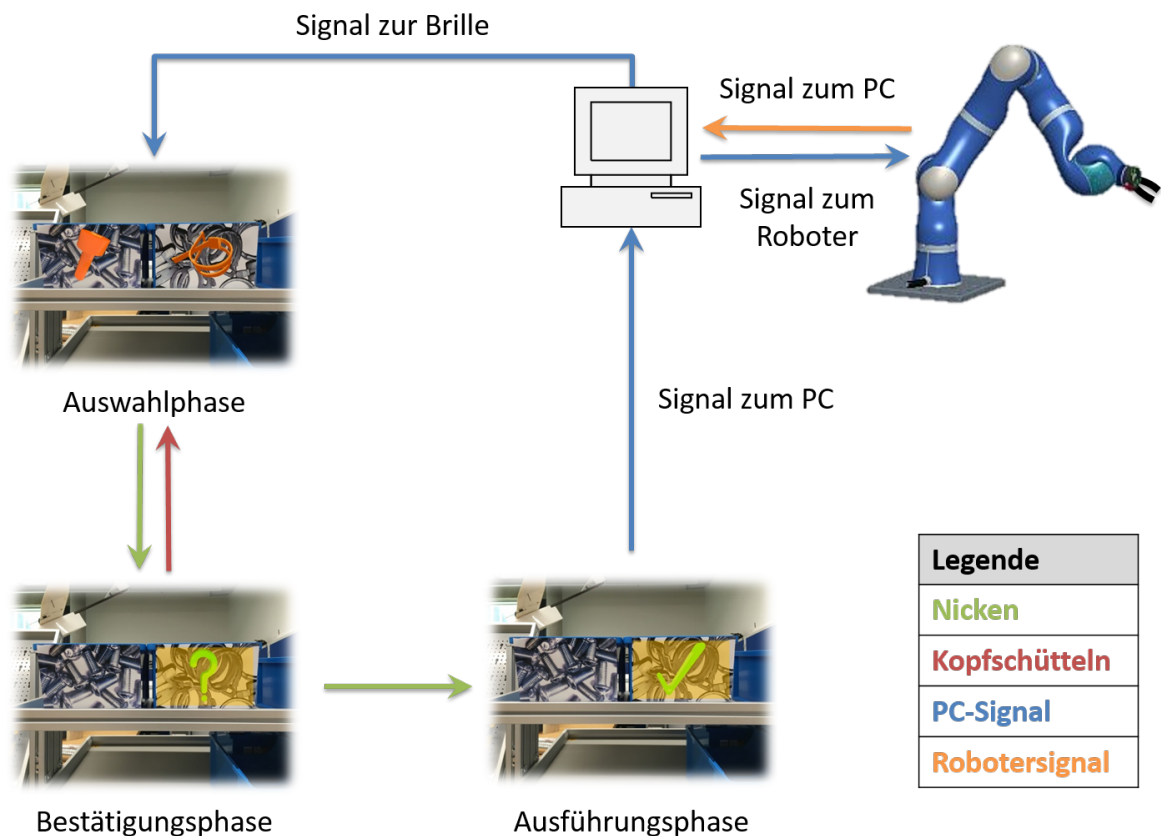 Signal zur Brille
Signal zum PC
Signal zum
Roboter
Auswahlphase
Signal zum PC
Bestätigungsphase
Ausführungsphase
Legende
Nicken
Kopfschütteln
PC-Signal
Robotersignal